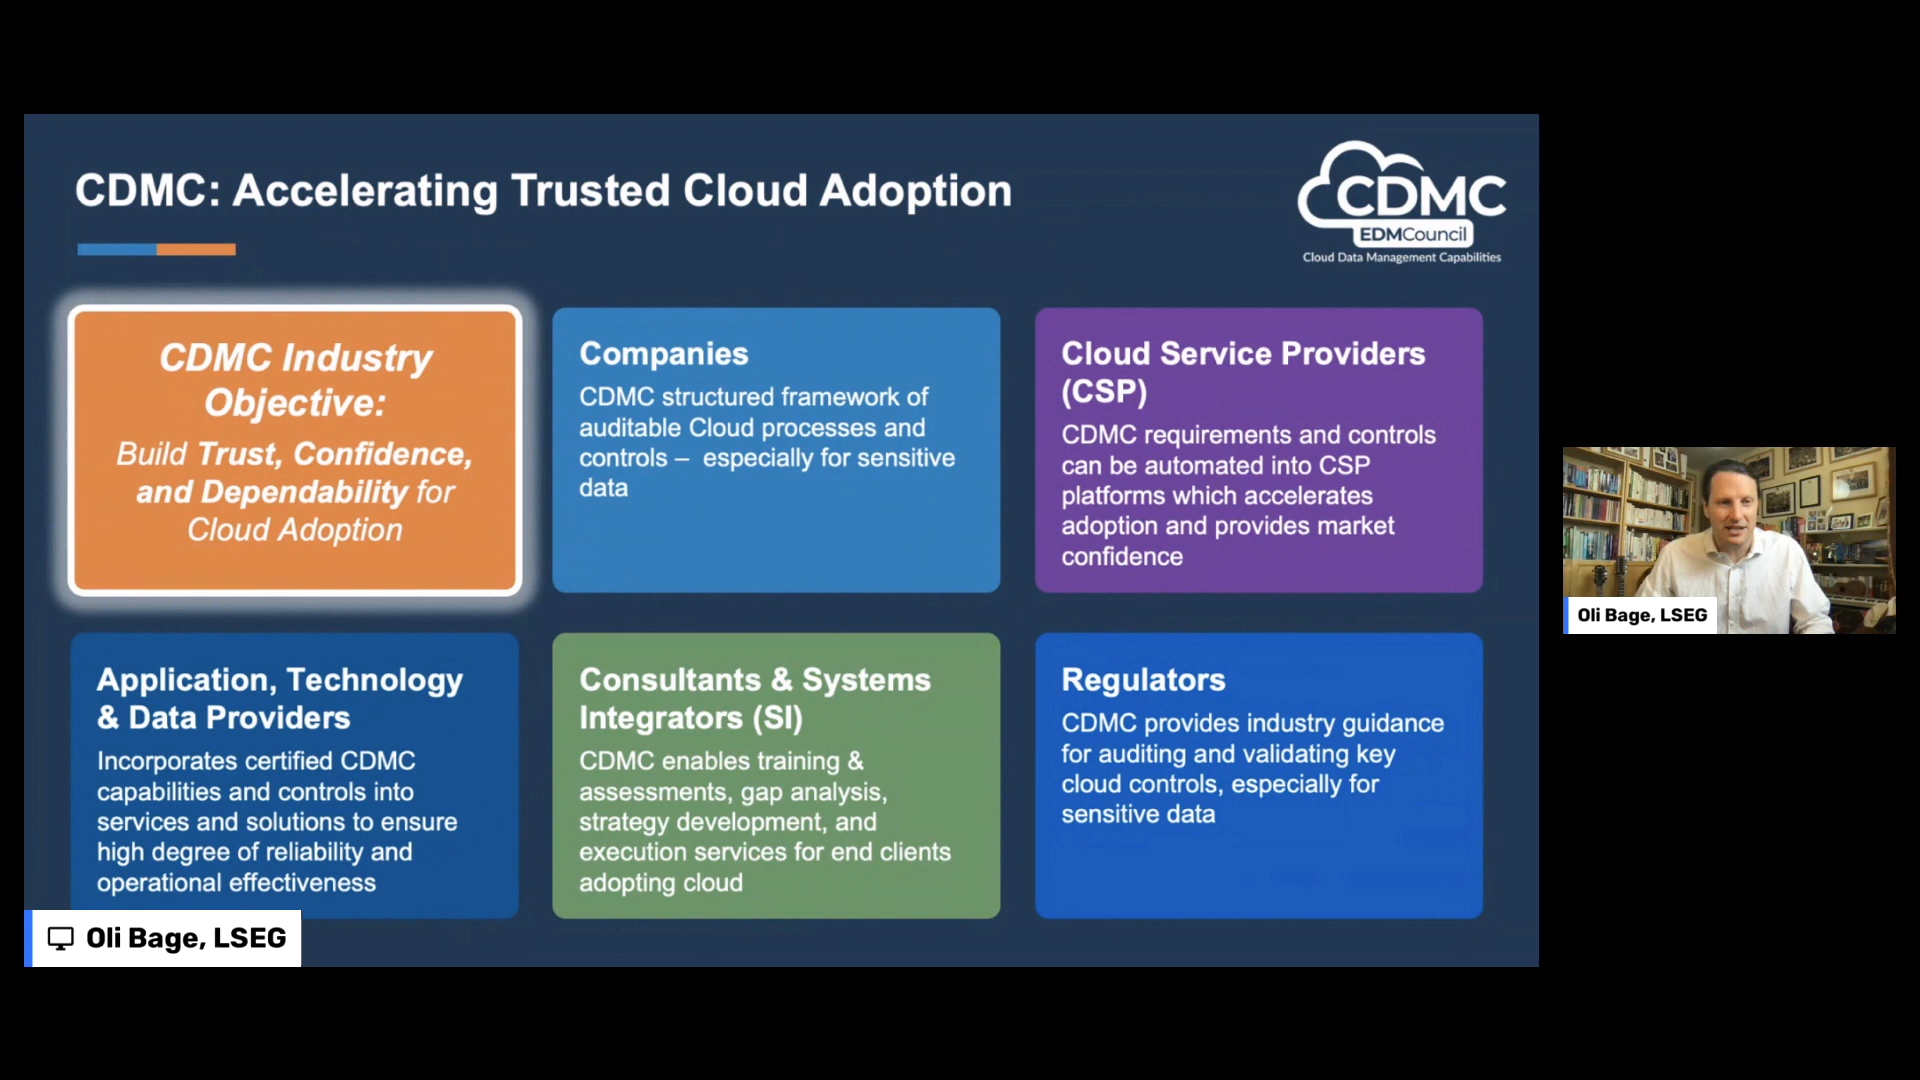 CDMC: Accelerating Trusted Cloud Adoption
CDMC
EDMCouncil
Cloud Data Management Capabilities
CDMC Industry
Objective:
Build Trust, Confidence,
and Dependability for
Cloud Adoption
Companies
CDMC structured framework of
auditable Cloud processes and
controls –  especially for sensitive
data
Cloud Service Providers
(CSP)
CDMC requirements and controls
can be automated into CSP
platforms which accelerates
adoption and provides market
confidence
Application, Technology
& Data Providers
Incorporates certified CDMC
capabilities and controls into
services and solutions to ensure
high degree of reliability and
operational effectiveness
Consultants & Systems
Integrators (SI)
CDMC enables training &
assessments, gap analysis,
strategy development, and
execution services for end clients
adopting cloud
Regulators
CDMC provides industry guidance
for auditing and validating key
cloud controls, especially for
sensitive data
Oli Bage, LSEG
Oli Bage, LSEG